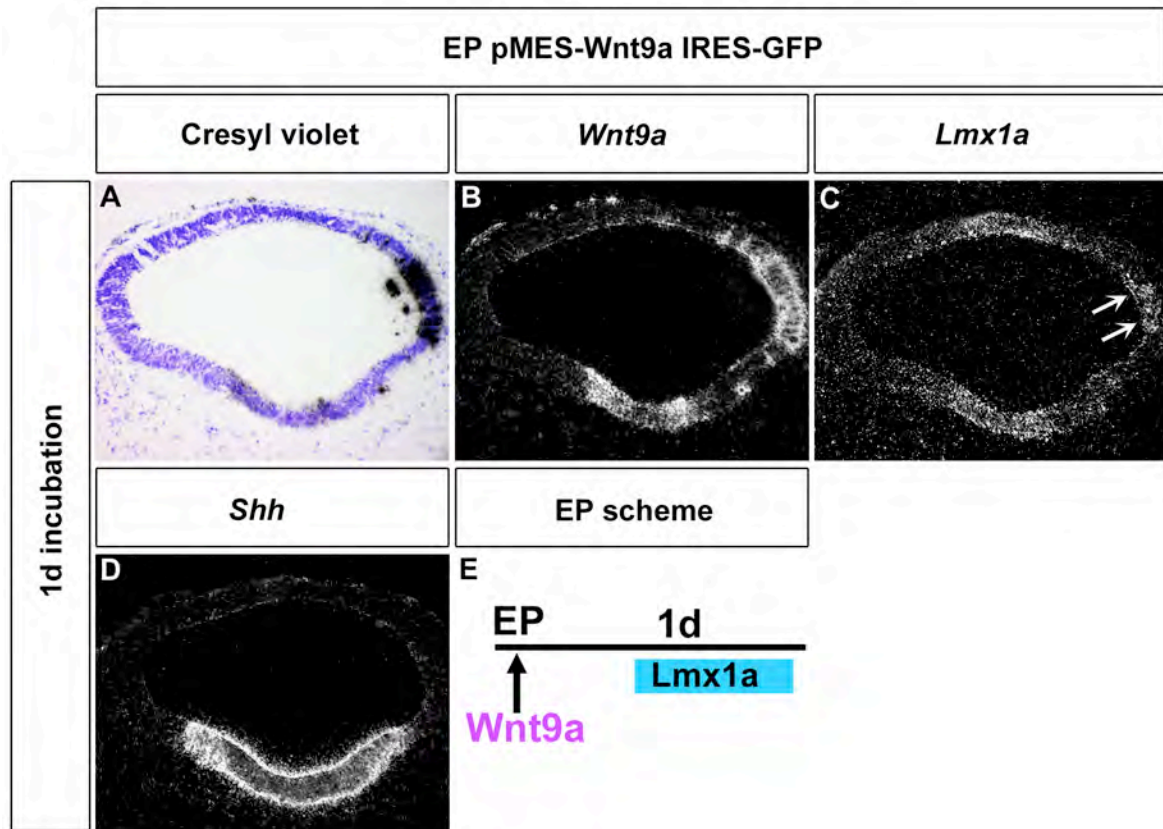 EP pMES-Wnt9a IRES-GFP
Cresyl violet
Wnt9a
Lmx1a
1d incubation
A
B
C
Shh
EP scheme
D
E
EP
1d
Lmx1a
Wnt9a